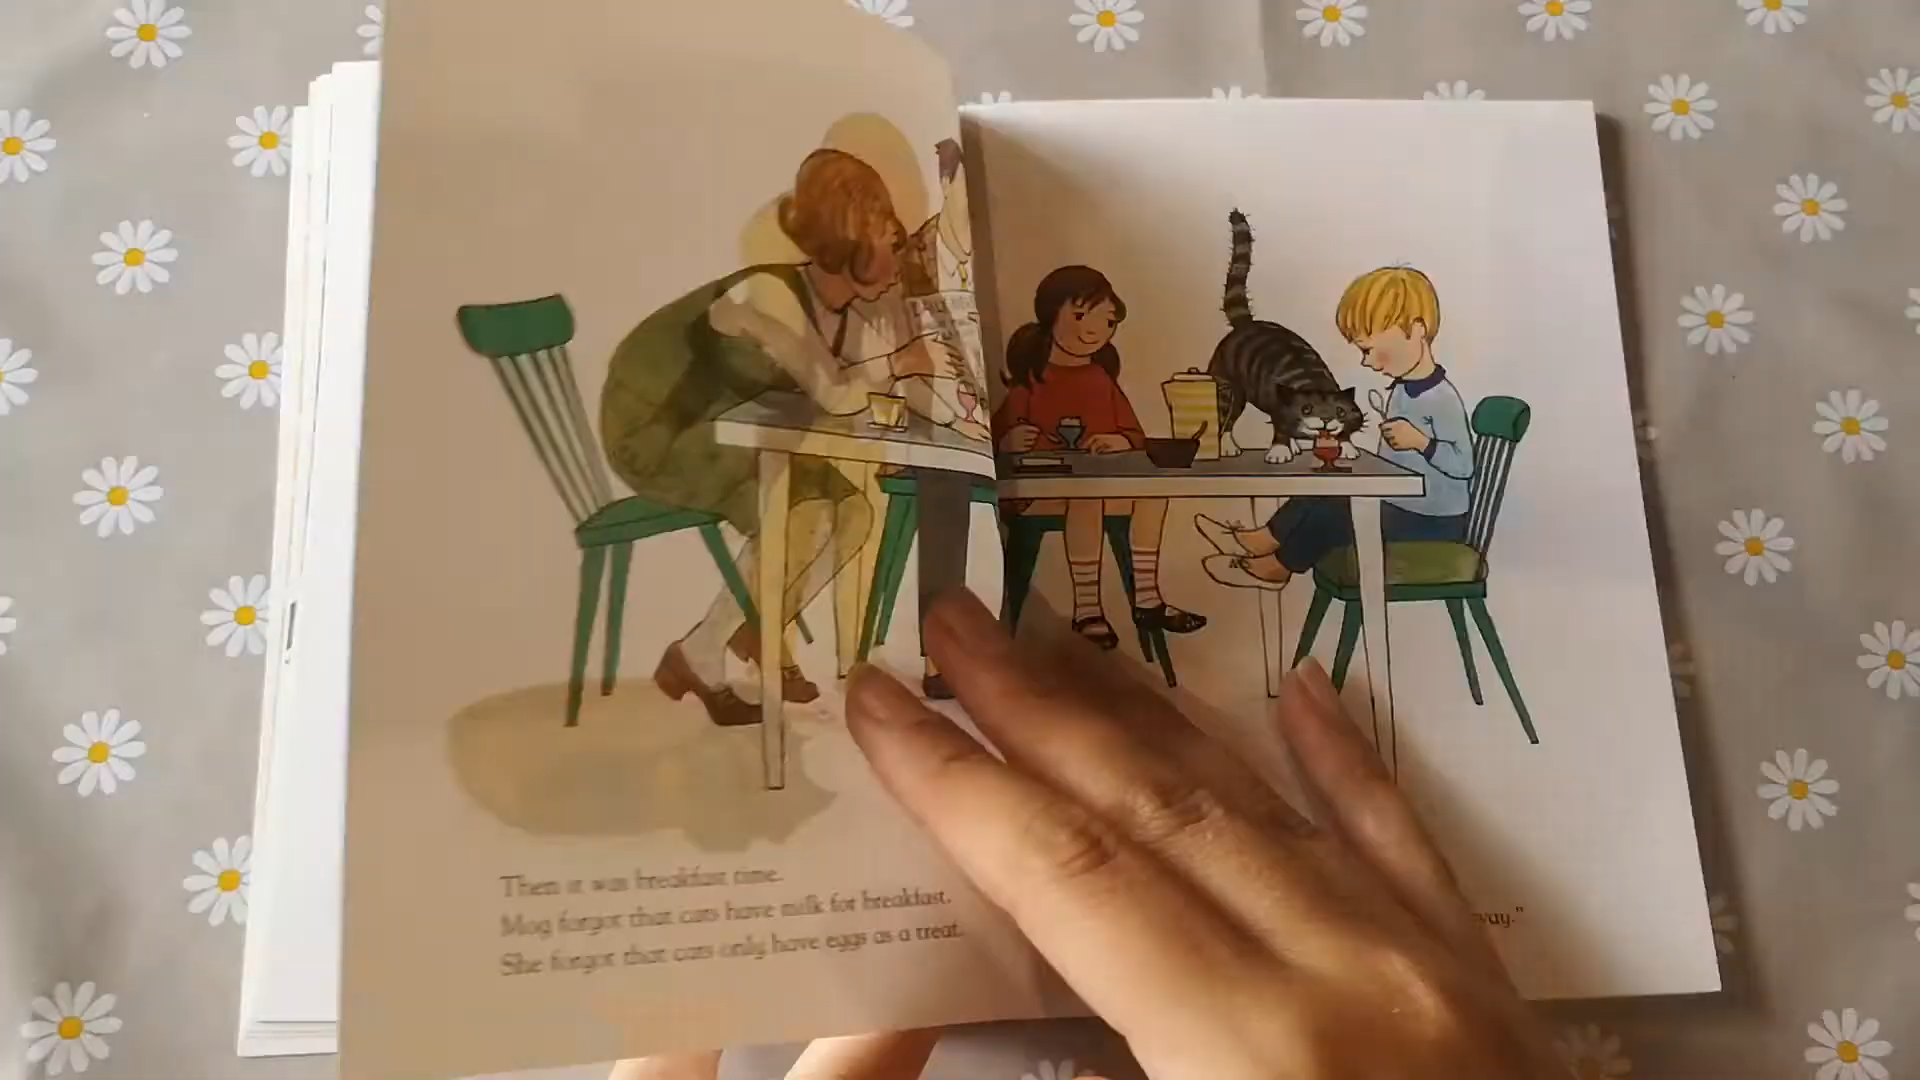 Then it was breakfast time.
Mog forgot that cats have milk for breakfast.
She forgot that cats only have eggs as a treat.
way."